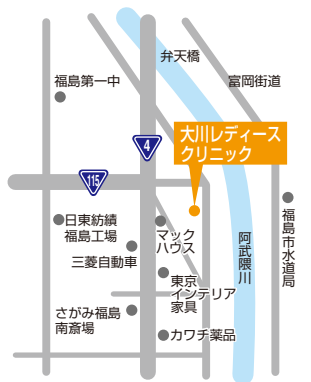 弁天橋
福島第一中
富岡街道
4
大川レディース
クリニック
115
日東紡績
福島工場
マック
ハウス
三菱自動車
阿武隈川
福島市水道局
東京
インテリア
家具
さがみ福島
南斎場
カワチ薬品